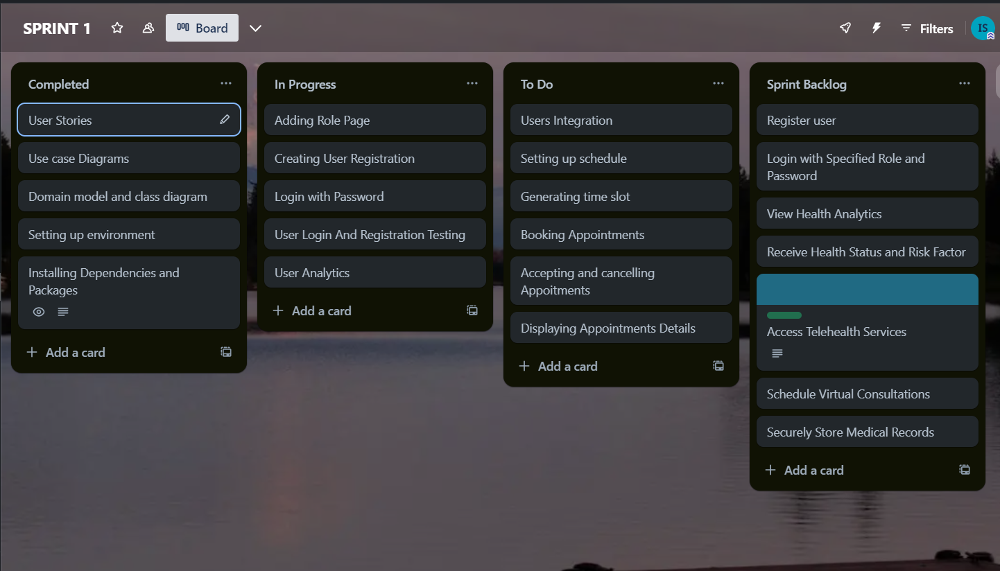 SPRINT 1
Board
Filters
IS
Completed
User Stories
Use case Diagrams
Domain model and class diagram
Setting up environment
Installing Dependencies and
Packages
Add a card
In Progress
Adding Role Page
Creating User Registration
Login with Password
User Login And Registration Testing
User Analytics
Add a card
To Do
Users Integration
Setting up schedule
Generating time slot
Booking Appointments
Accepting and cancelling
Appoitments
Displaying Appointments Details
Add a card
Sprint Backlog
Register user
Login with Specified Role and
Password
View Health Analytics
Receive Health Status and Risk Factor
Access Telehealth Services
Schedule Virtual Consultations
Securely Store Medical Records
Add a card